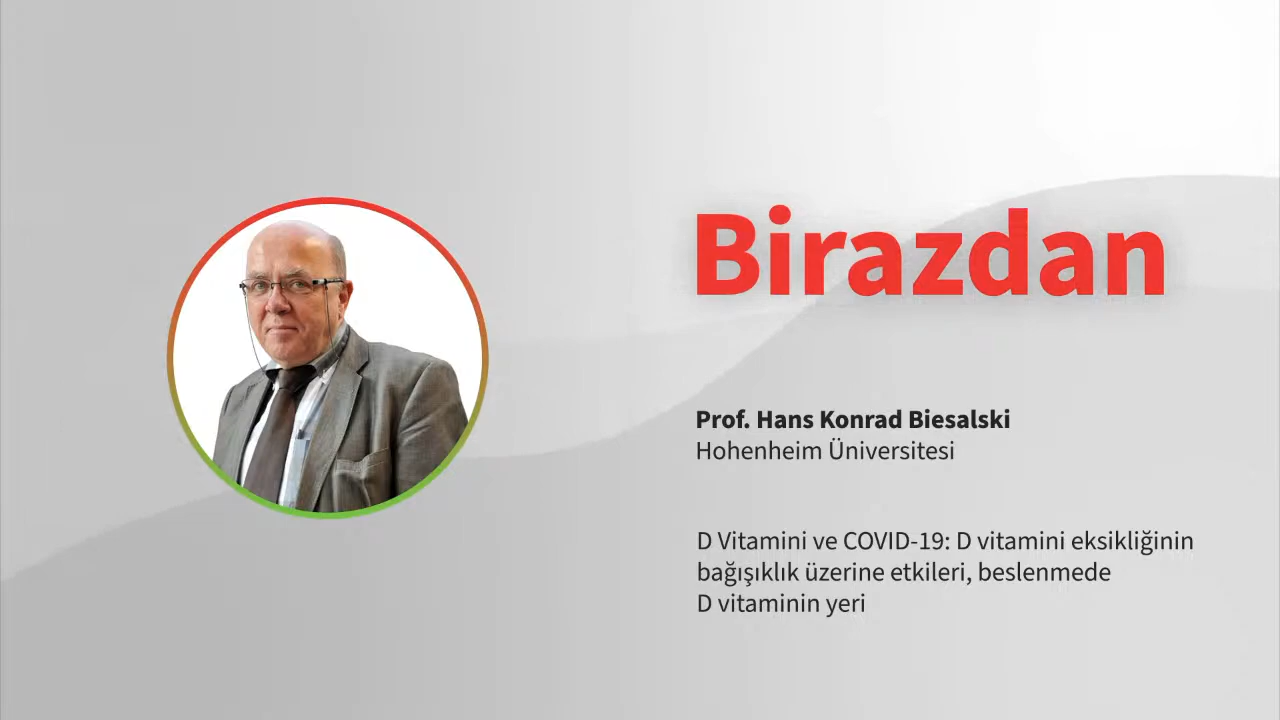 Birazdan
Prof. Hans Konrad Biesalski
Hohenheim Üniversitesi
D Vitamini ve COVID-19: D vitamini eksikliğinin
bağışıklık üzerine etkileri, beslenmede
D vitaminin yeri